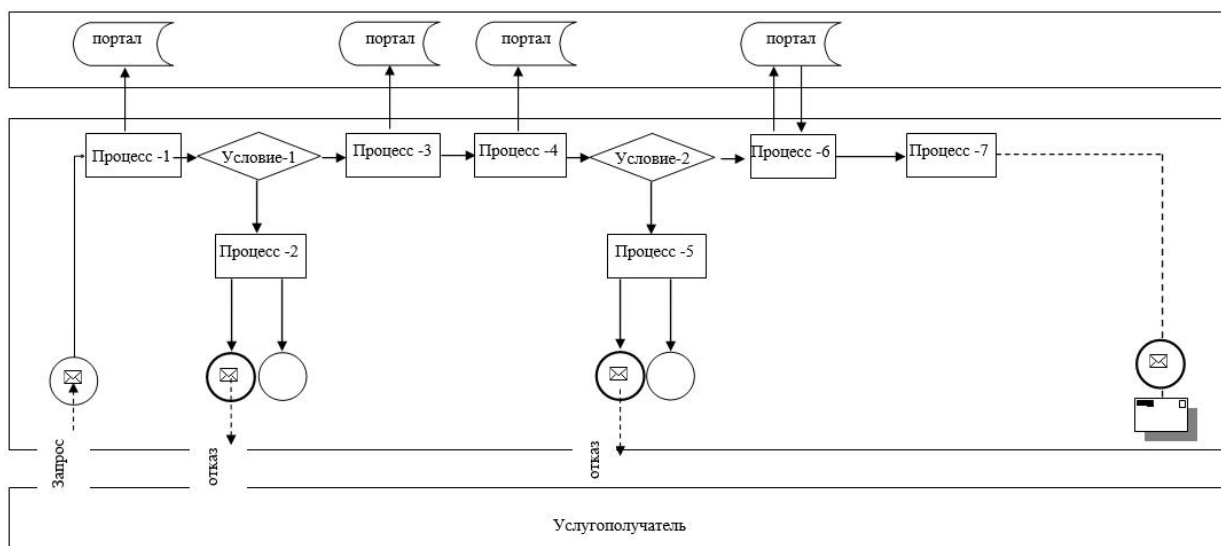 портал
портал
портал
портал
Процесс -1
Условие-1
Процесс -3
Процесс -4
Условие-2
Процесс -6
Процесс -7
Процесс -2
Процесс -5
Запрос
отказ
отказ
Услугополучатель